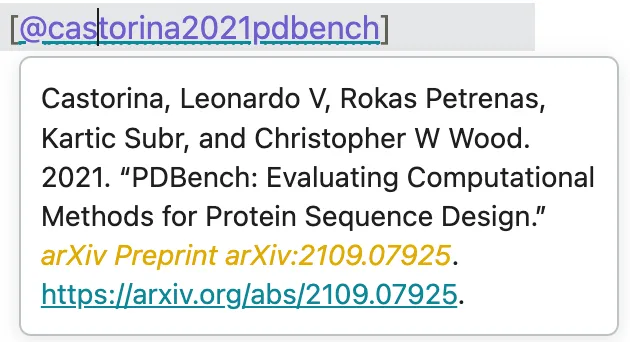 [@castorina2021pdbench]
Castorina, Leonardo V, Rokas Petrenas,
Kartic Subr, and Christopher W Wood.
2021. “PDBench: Evaluating Computational
Methods for Protein Sequence Design.”
arXiv Preprint arXiv:2109.07925.
https://arxiv.org/abs/2109.07925.